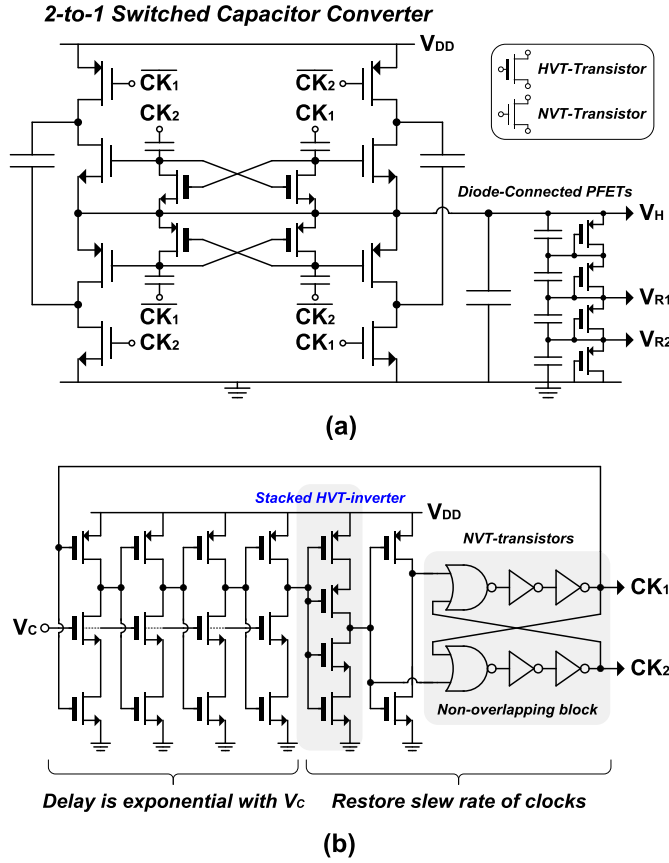 2-to-1 Switched Capacitor Converter
VDD
CK1
CK2
CK2
CK1
HVT-Transistor
NVT-Transistor
Diode-Connected PFETs
VH
VR1
VR2
CK1
CK2
CK2
CK1
(a)
Stacked HVT-inverter
VDD
NVT-transistors
CK1
VC
CK2
Non-overlapping block
Delay is exponential with VC
Restore slew rate of clocks
(b)